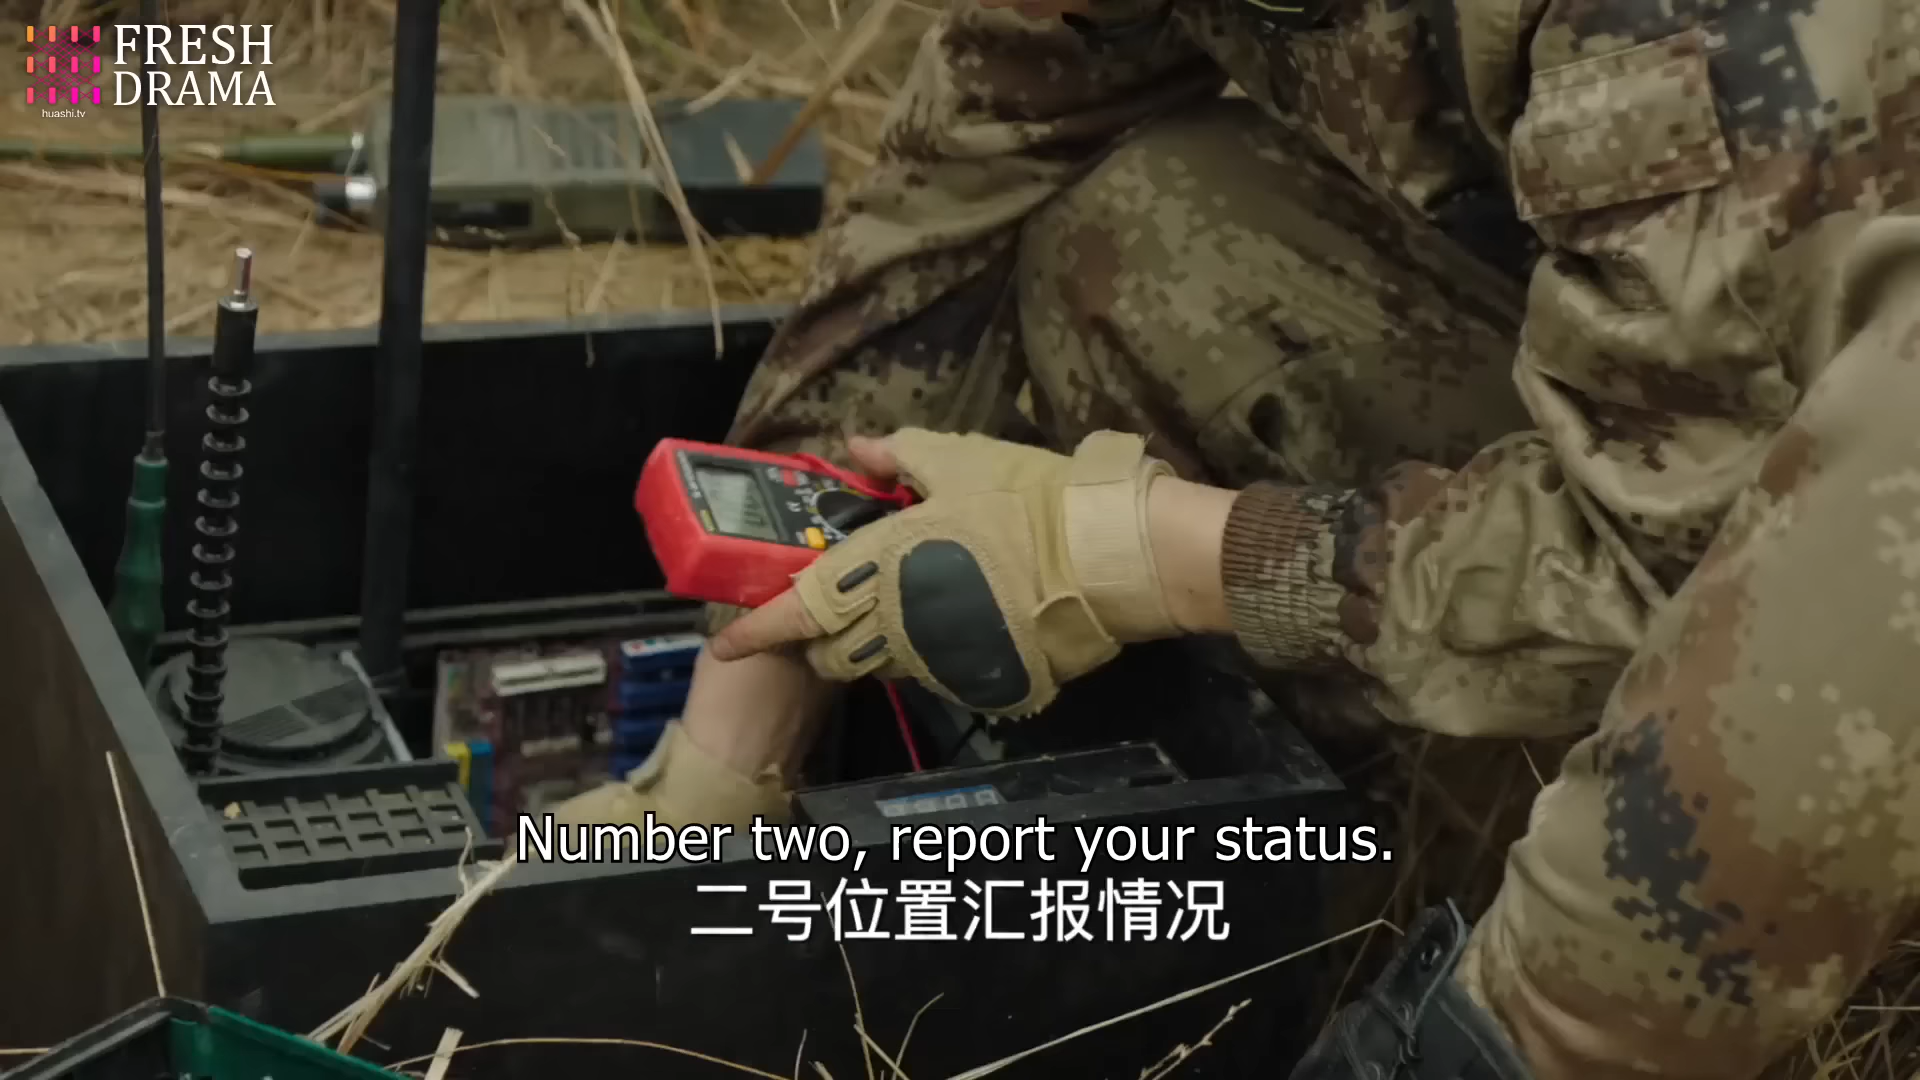 FRESH
DRAMA
huashi.tv
Number two, report your status.
二号位置汇报情况